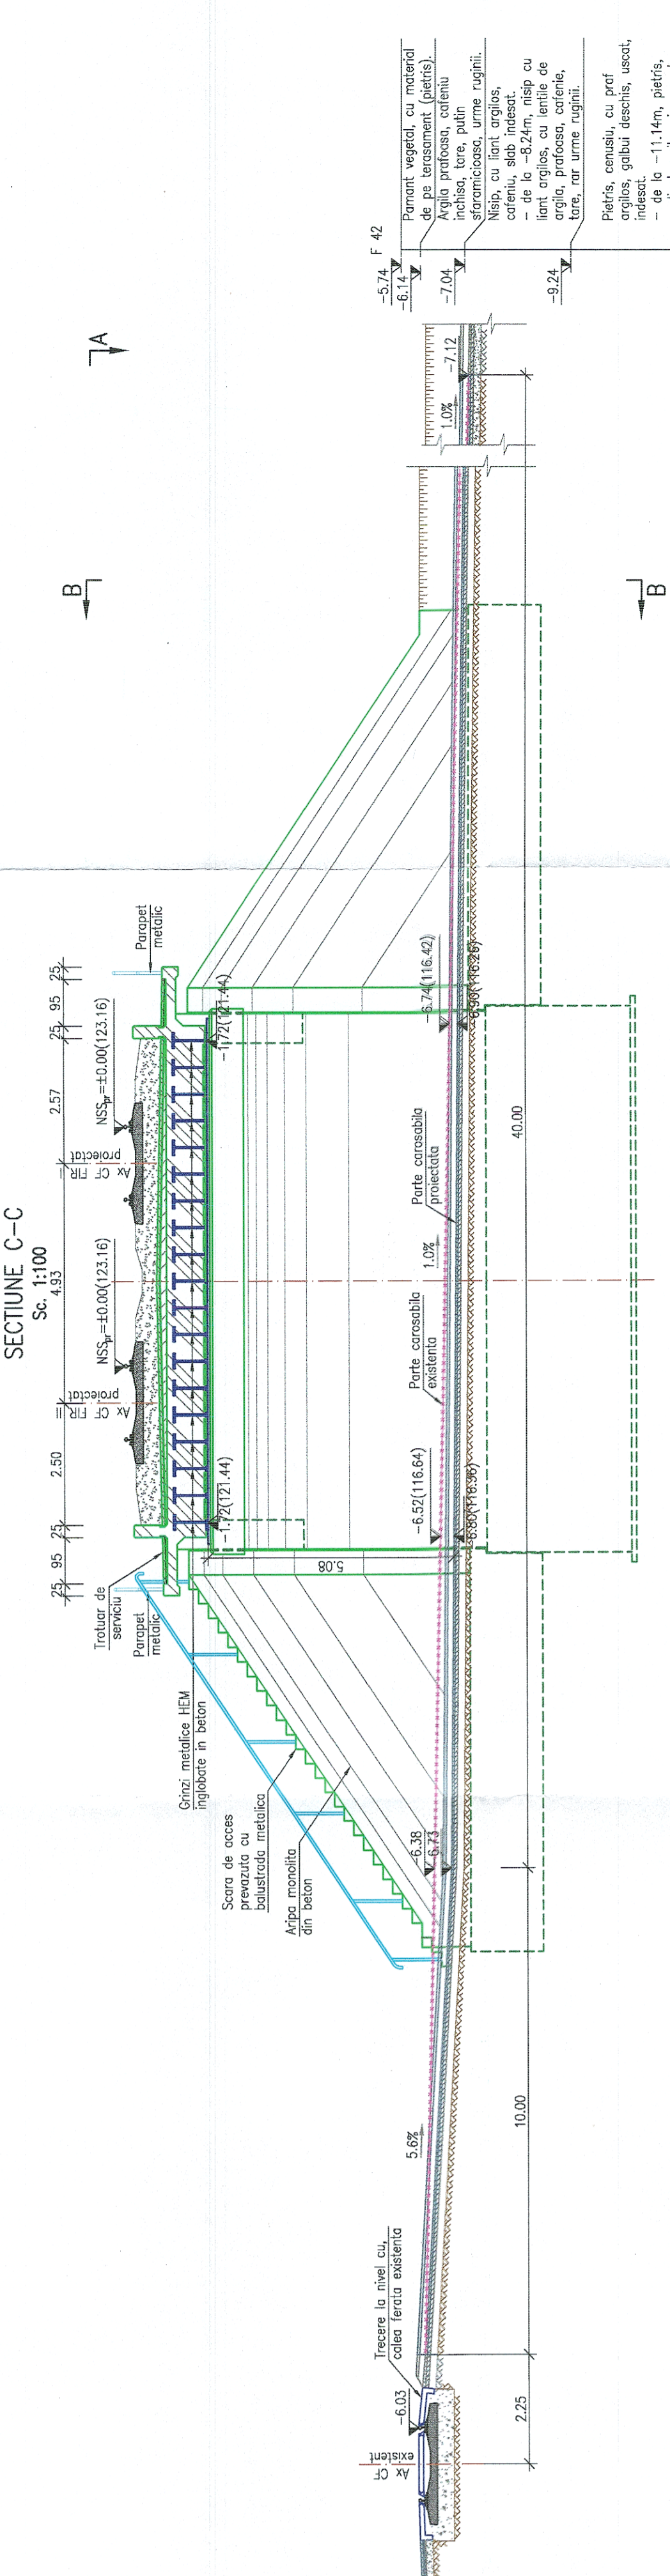 SECTIUNE C-C
Sc. 1:100
25
95
25
2.50
4.93
2.57
25
95
25
Ax CF FIR II
proiectat
Ax CF FIR I
proiectat
NSSpr=±0.00(123.16)
NSSpr=±0.00(123.16)
Parapet
metalic
Trotuar de
serviciu
Parapet
metalic
Grinzi metalice HEM
inglobate in beton
Scara de acces
prevazuta cu
balustrada metalica
Aripa monolita
din beton
-1.72(121.44)
-1.72(121.44)
5.08
-6.52(116.64)
-6.74(116.42)
Parte carosabila
existenta
Parte carosabila
proiectata
1.0%
1.0%
-7.12
-6.38
-6.73
5.6%
Trecere la nivel cu,
calea ferata existenta
-6.03
Ax CF
existent
2.25
10.00
40.00
A
B
B
F 42
-5.74
-6.14
-7.04
-9.24
Pamant vegetal, cu material
de pe terasament (pietris).
Argila prafoasa, cafeniu
inchisa, tare, putin
sfaramicioasa, urme ruginii.
Nisip, cu liant argilos,
cafeniu, slab indesat.
- de la -8.24m, nisip cu
liant argilos, cu lentile de
argila, prafoasa, cafenie,
tare, rar urme ruginii.
Pietris, cenusiu, cu praf
argilos, galbui deschis, uscat,
indesat.
- de la -11.14m, pietris,